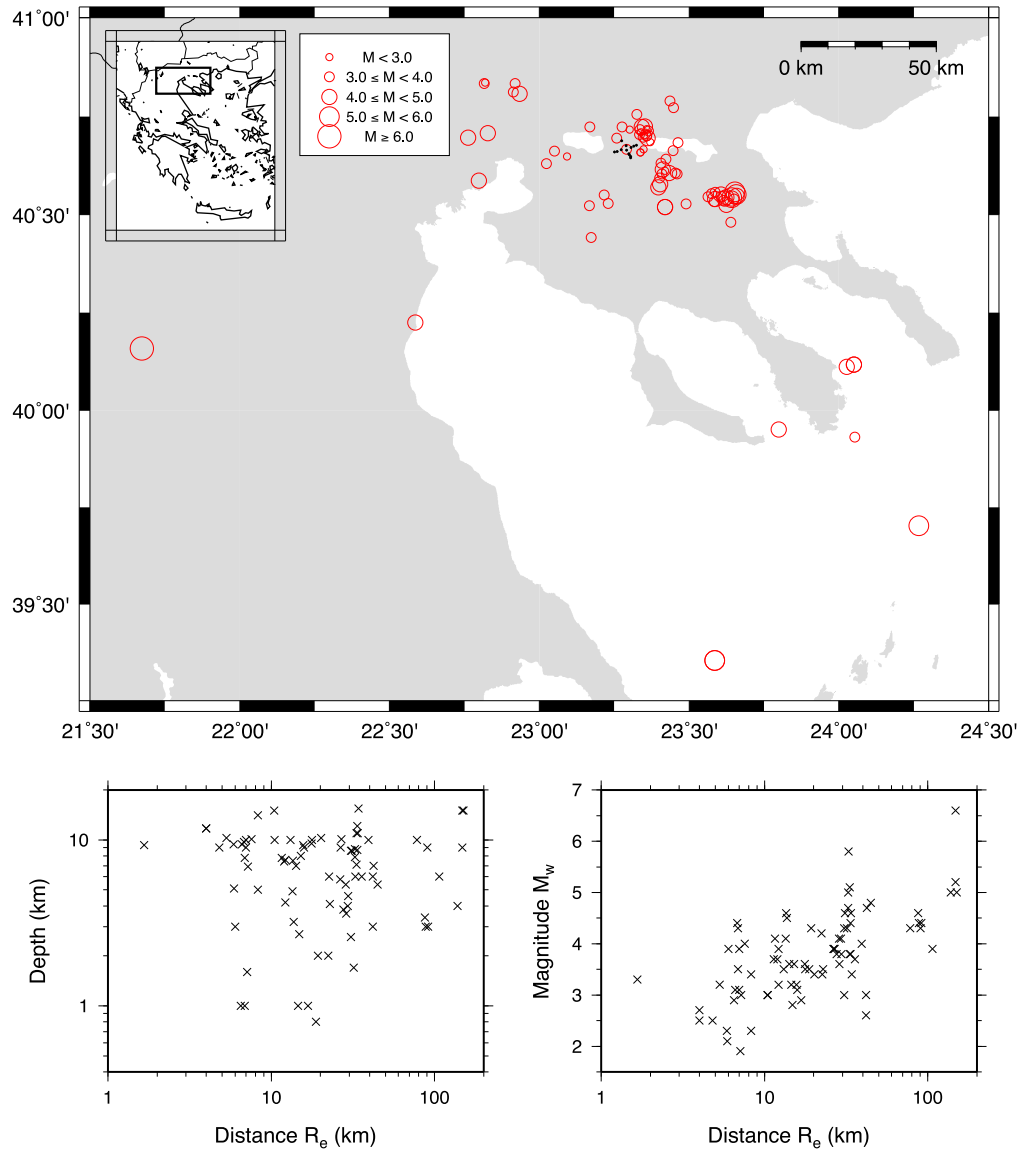 41˚00'
40˚30'
40˚00'
39˚30'
M < 3.0
3.0 ≤ M < 4.0
4.0 ≤ M < 5.0
5.0 ≤ M < 6.0
M ≥ 6.0
0 km 50 km
21˚30' 22˚00' 22˚30' 23˚00' 23˚30' 24˚00' 24˚30'
10
1
Depth (km)
1 10 100
Distance R_e (km)
7
6
5
4
3
2
Magnitude M_w
1 10 100
Distance R_e (km)